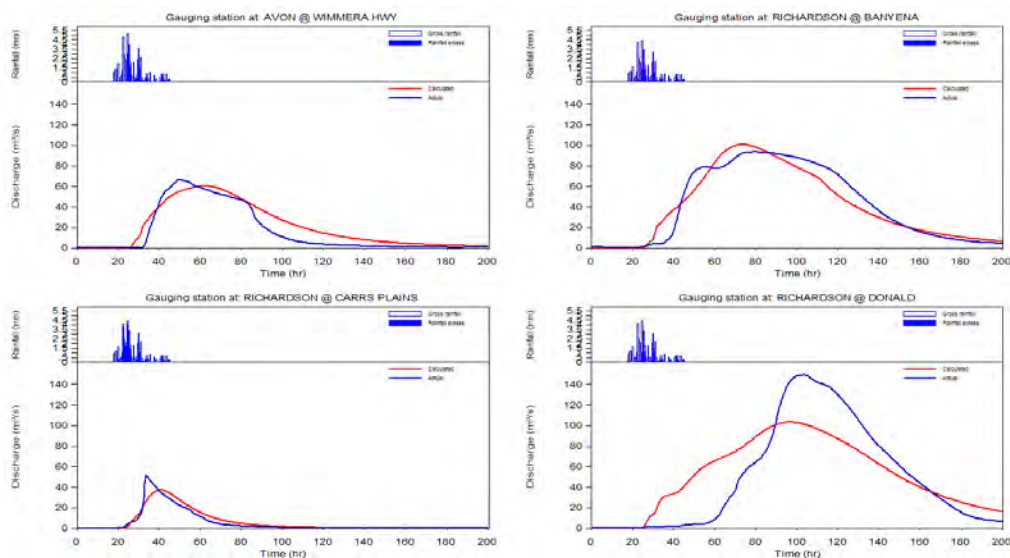 Gauging station at: AVON @ WIMMERA HWY
Rainfall (mm)
Gross rainfall
Rainfall excess
Discharge (m³/s)
140
120
100
80
60
40
20
0
Calculated
Actual
0 20 40 60 80 100 120 140 160 180 200
Time (hr)
Gauging station at: RICHARDSON @ BANYENA
Rainfall (mm)
Gross rainfall
Rainfall excess
Discharge (m³/s)
140
120
100
80
60
40
20
0
Calculated
Actual
0 20 40 60 80 100 120 140 160 180 200
Time (hr)
Gauging station at: RICHARDSON @ CARRS PLAINS
Rainfall (mm)
Gross rainfall
Rainfall excess
Discharge (m³/s)
140
120
100
80
60
40
20
0
Calculated
Actual
0 20 40 60 80 100 120 140 160 180 200
Time (hr)
Gauging station at: RICHARDSON @ DONALD
Rainfall (mm)
Gross rainfall
Rainfall excess
Discharge (m³/s)
140
120
100
80
60
40
20
0
Calculated
Actual
0 20 40 60 80 100 120 140 160 180 200
Time (hr)